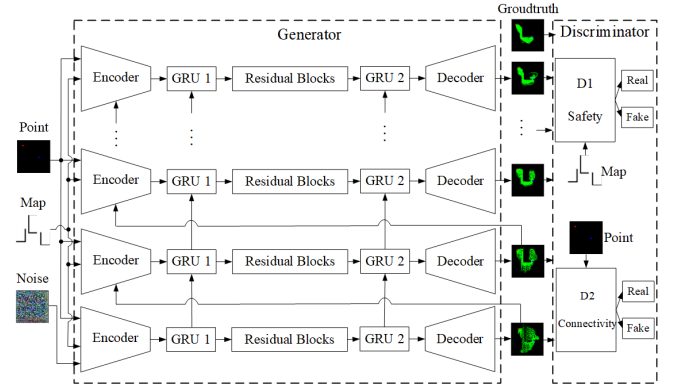 Groudtruth
Generator
Discriminator
Encoder
GRU 1
Residual Blocks
GRU 2
Decoder
D1
Safety
Real
Fake
Point
Encoder
GRU 1
Residual Blocks
GRU 2
Decoder
Map
Map
Encoder
GRU 1
Residual Blocks
GRU 2
Decoder
Point
Noise
D2
Connectivity
Real
Fake
Encoder
GRU 1
Residual Blocks
GRU 2
Decoder